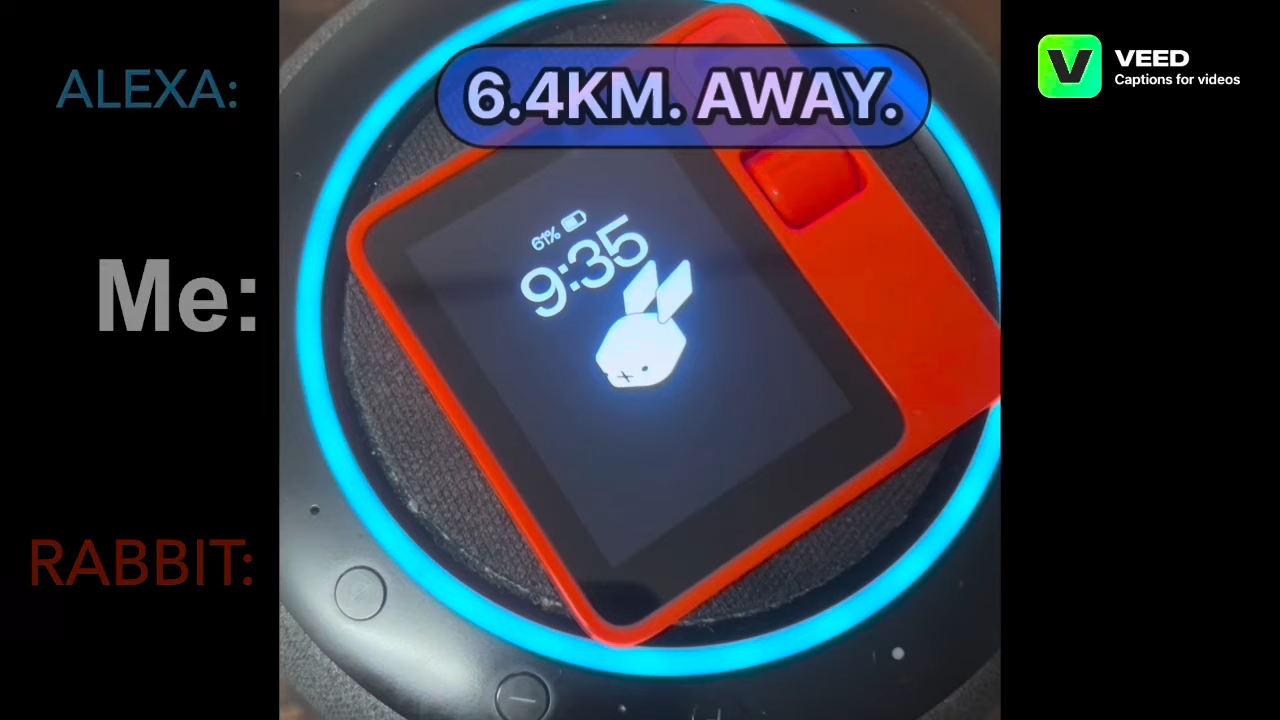 ALEXA:
6.4KM. AWAY.
VEED
Captions for videos
61%
9:35
Me:
RABBIT: